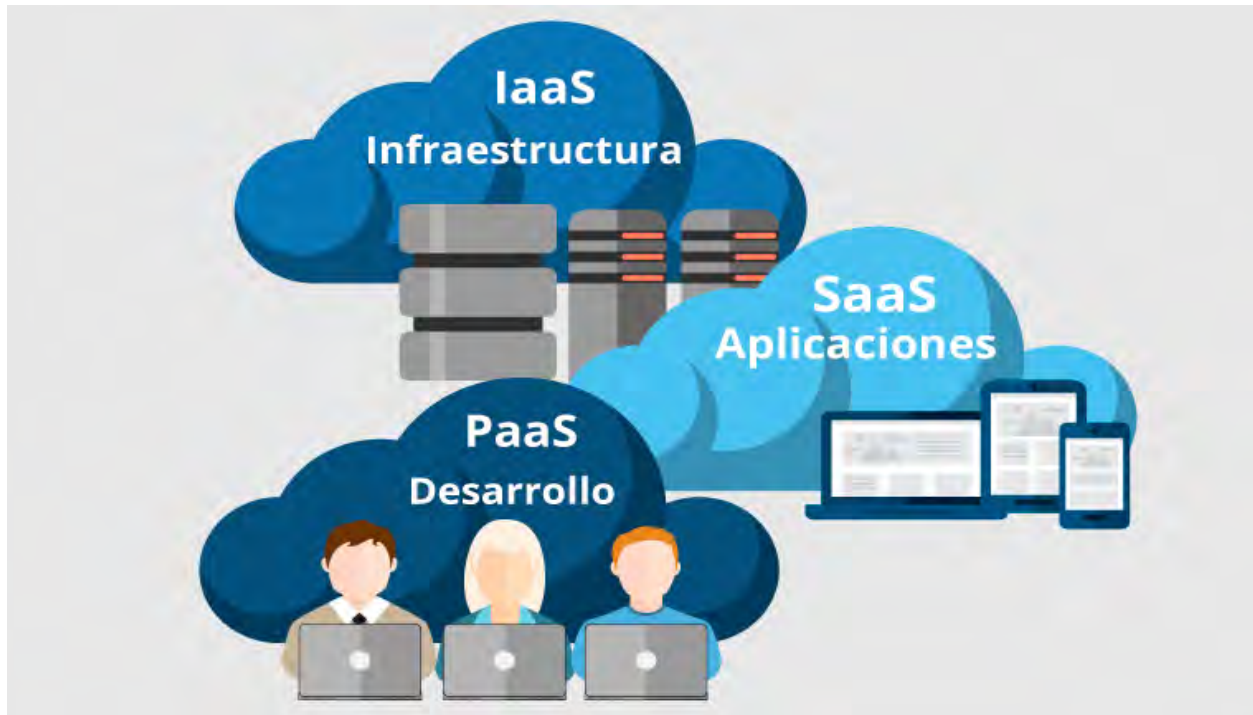 IaaS
Infraestructura
SaaS
Aplicaciones
PaaS
Desarrollo